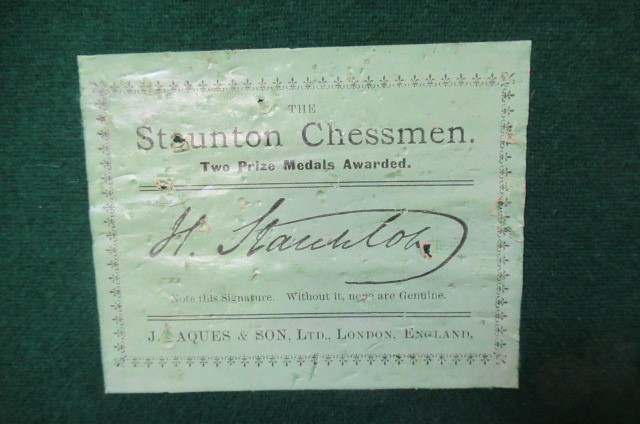 THE
Staunton Chessmen.
Two Prize Medals Awarded.
H. Staunton
Note this Signature. Without it, none are Genuine.
J. JAQUES & SON, LTD., LONDON, ENGLAND,